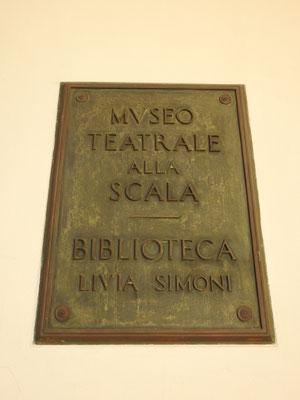 MVSEO
TEATRALE
ALLA
SCALA
BIBLIOTECA
LIVIA SIMONI